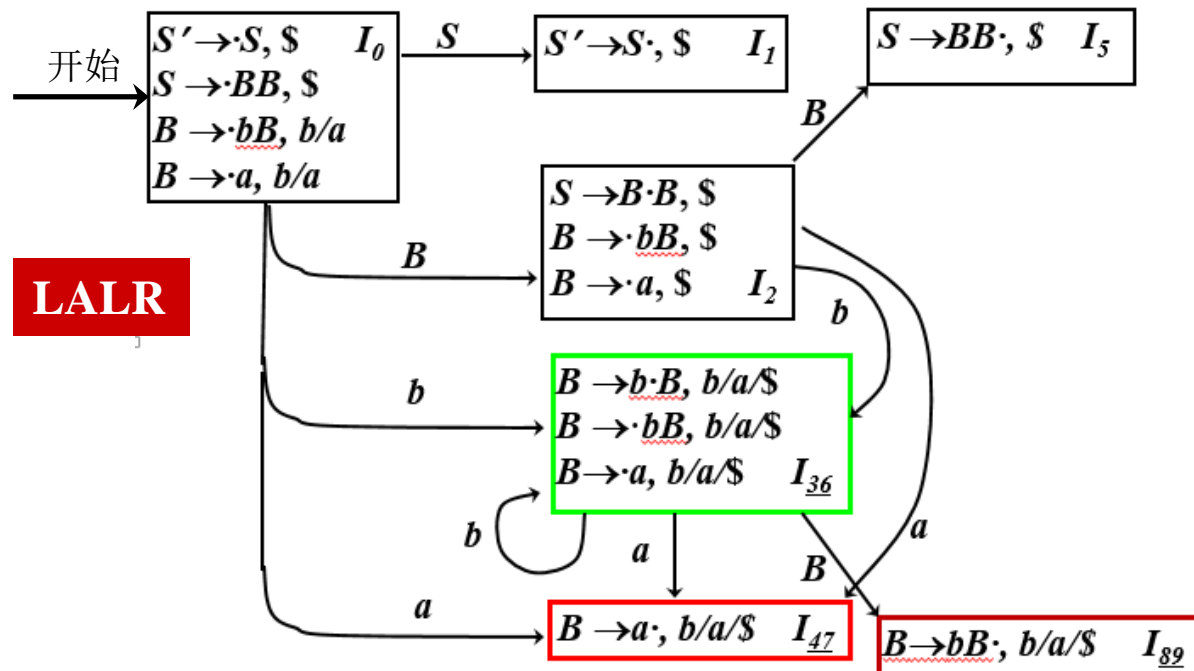 开始
S′→·S, $ I₀
S→·BB, $
B→·bB, b/a
B→·a, b/a
S
S′→S·, $ I₁
B
S→BB·, $ I₅
B
S→B·B, $
B→·bB, $
B→·a, $ I₂
LALR
b
b
B→b·B, b/a/$
B→·bB, b/a/$
B→·a, b/a/$ I₃₆
b
a
B
a
a
B→a·, b/a/$ I₄₇
B→bB·, b/a/$ I₈₉